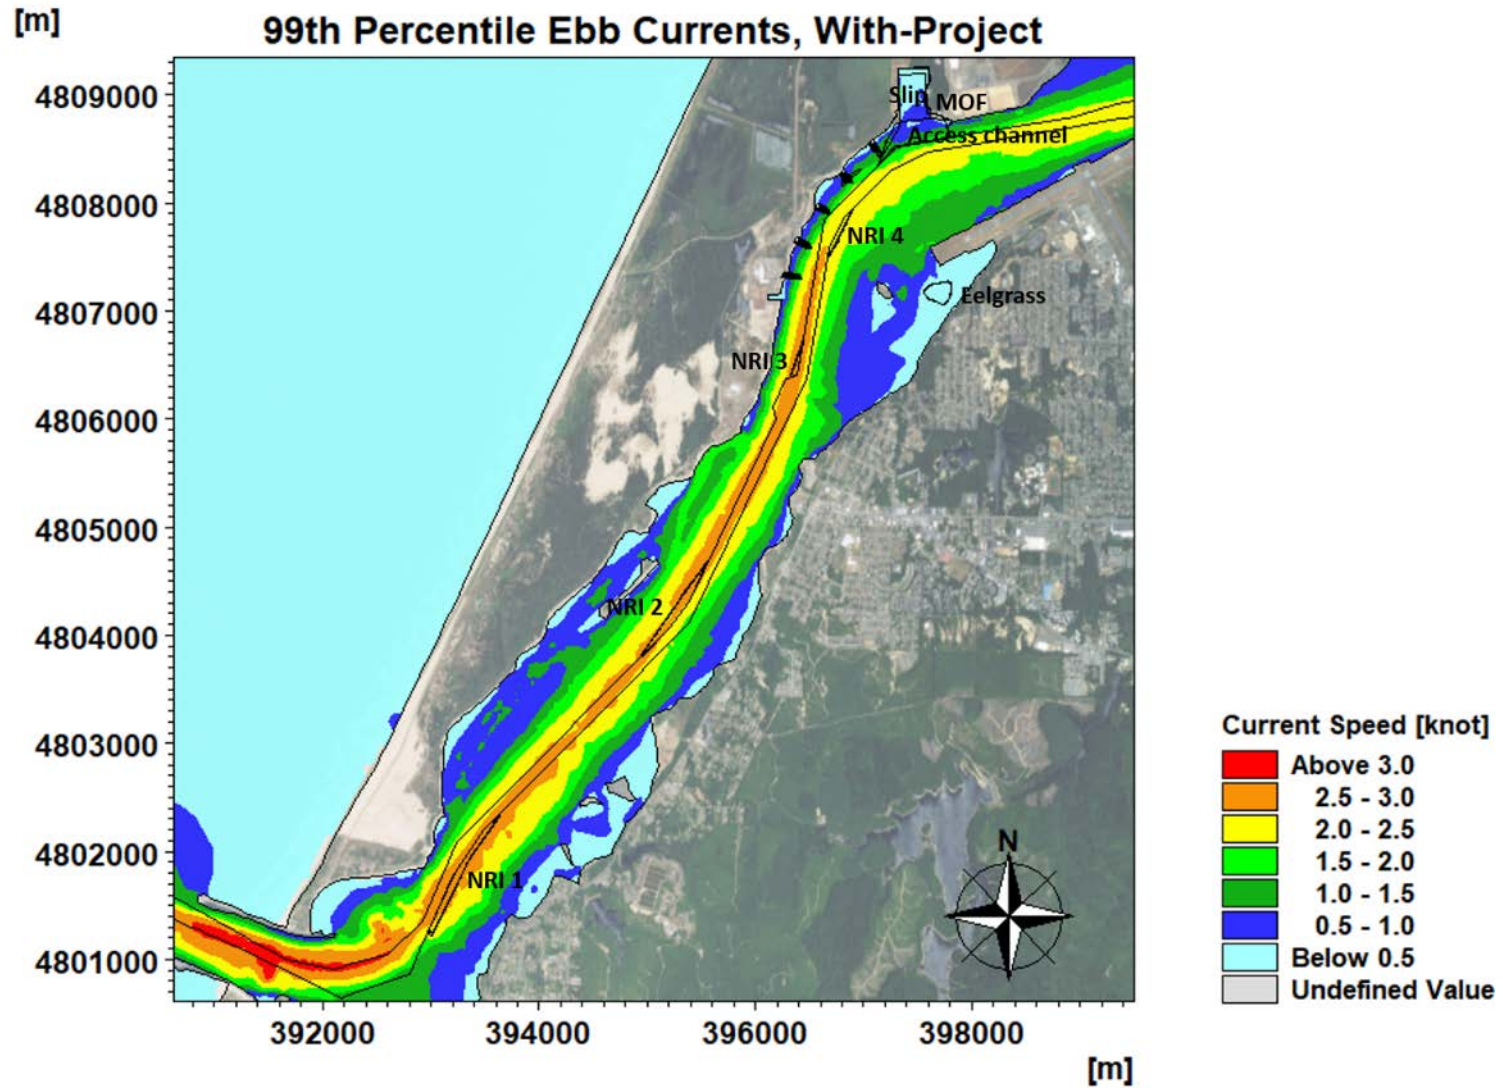 [m]
99th Percentile Ebb Currents, With-Project
4809000
4808000
4807000
4806000
4805000
4804000
4803000
4802000
4801000
Slip
MOF
Access channel
NRI 4
Eelgrass
NRI 3
NRI 2
NRI 1
N
392000
394000
396000
398000
[m]
Current Speed [knot]
Above 3.0
2.5 - 3.0
2.0 - 2.5
1.5 - 2.0
1.0 - 1.5
0.5 - 1.0
Below 0.5
Undefined Value